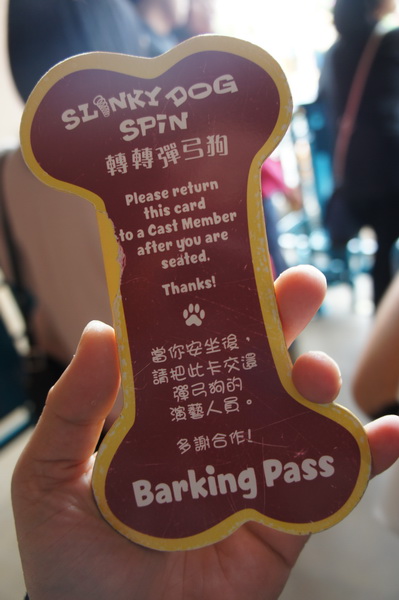 SLINKY DOG
SPIN
轉轉彈弓狗
Please return
this card
to a Cast Member
after you are
seated.
Thanks!
當你安坐後，
請把此卡交還
彈弓狗的
演藝人員。
多謝合作！
Barking Pass